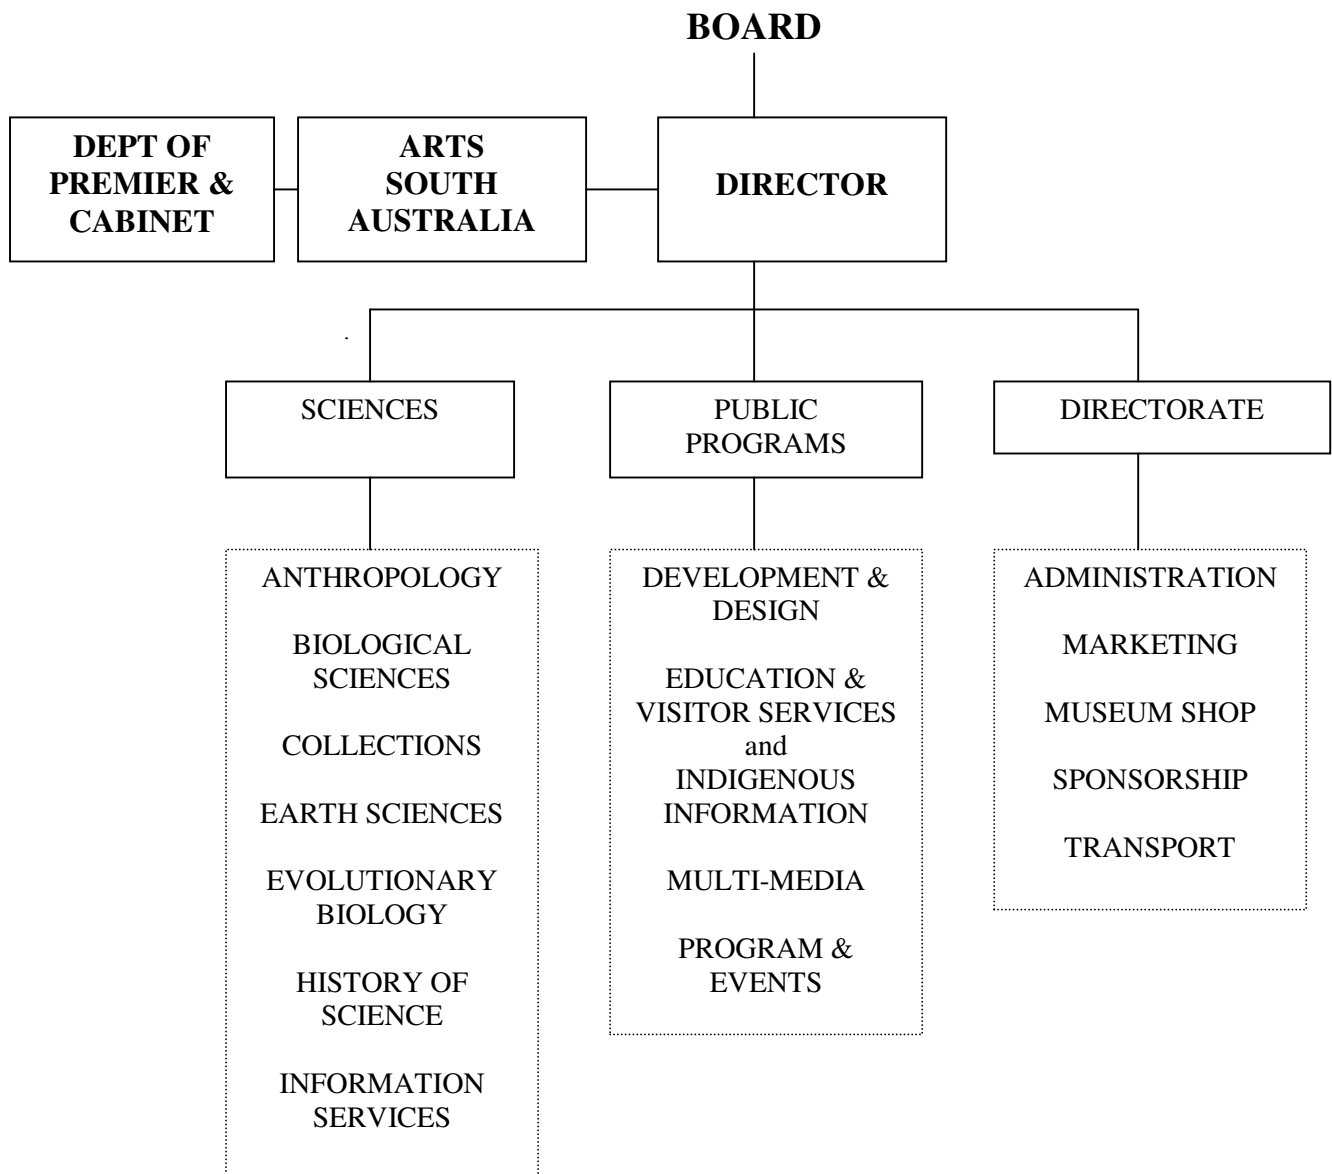 BOARD
DEPT OF
PREMIER &
CABINET
ARTS
SOUTH
AUSTRALIA
DIRECTOR
SCIENCES
PUBLIC
PROGRAMS
DIRECTORATE
ANTHROPOLOGY
BIOLOGICAL
SCIENCES
COLLECTIONS
EARTH SCIENCES
EVOLUTIONARY
BIOLOGY
HISTORY OF
SCIENCE
INFORMATION
SERVICES
DEVELOPMENT &
DESIGN
EDUCATION &
VISITOR SERVICES
and
INDIGENOUS
INFORMATION
MULTI-MEDIA
PROGRAM &
EVENTS
ADMINISTRATION
MARKETING
MUSEUM SHOP
SPONSORSHIP
TRANSPORT